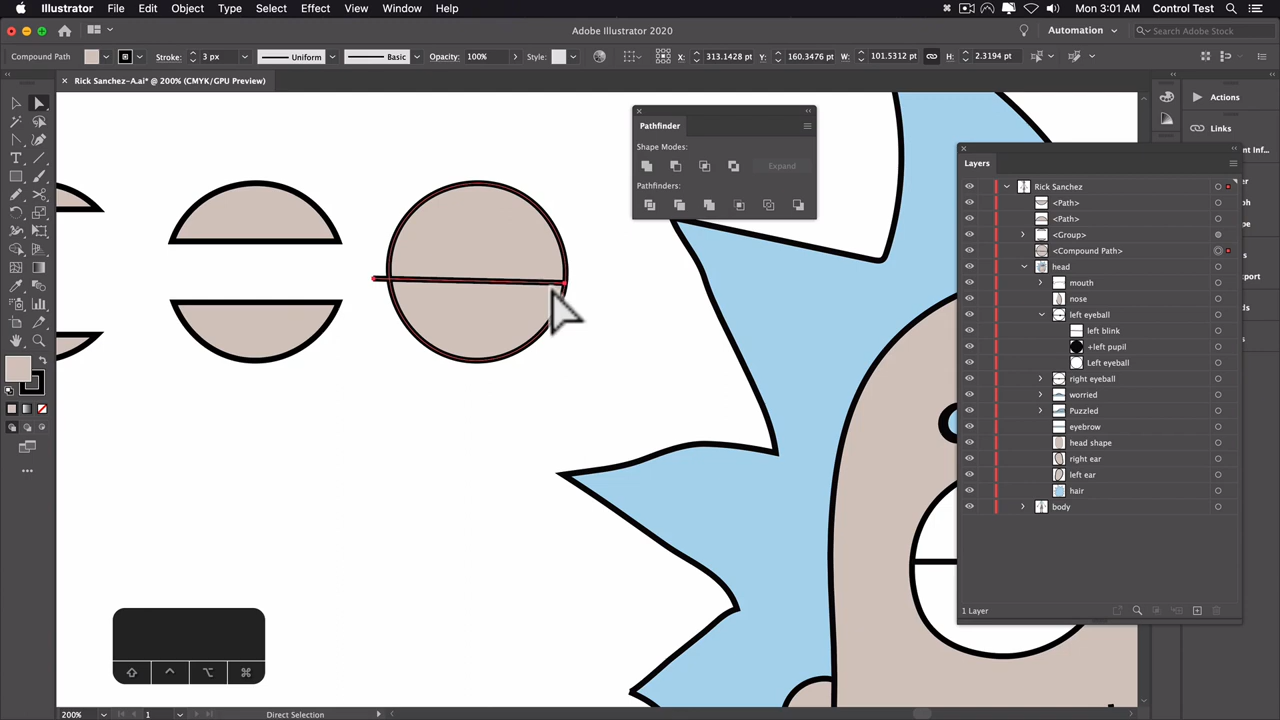 Illustrator File Edit Object Type Select Effect View Window Help Mon 3:01 AM Control Test
Adobe Illustrator 2020 Automation Search Adobe Stock
Compound Path Stroke: 3 px Uniform Basic Opacity: 100% Style: X: 313.1428 pt Y: 160.3476 pt W: 101.5312 pt H: 2.3194 pt
Rick Sanchez-A.ai* @ 200% (CMYK/GPU Preview)
Actions
Links
Pathfinder
Shape Modes:
Expand
Pathfinders:
Layers
Rick Sanchez
<Path>
<Path>
<Group>
<Compound Path>
head
mouth
nose
left eyeball
left blink
+left pupil
Left eyeball
right eyeball
worried
Puzzled
eyebrow
head shape
right ear
left ear
hair
body
1 Layer
200% 1 Direct Selection